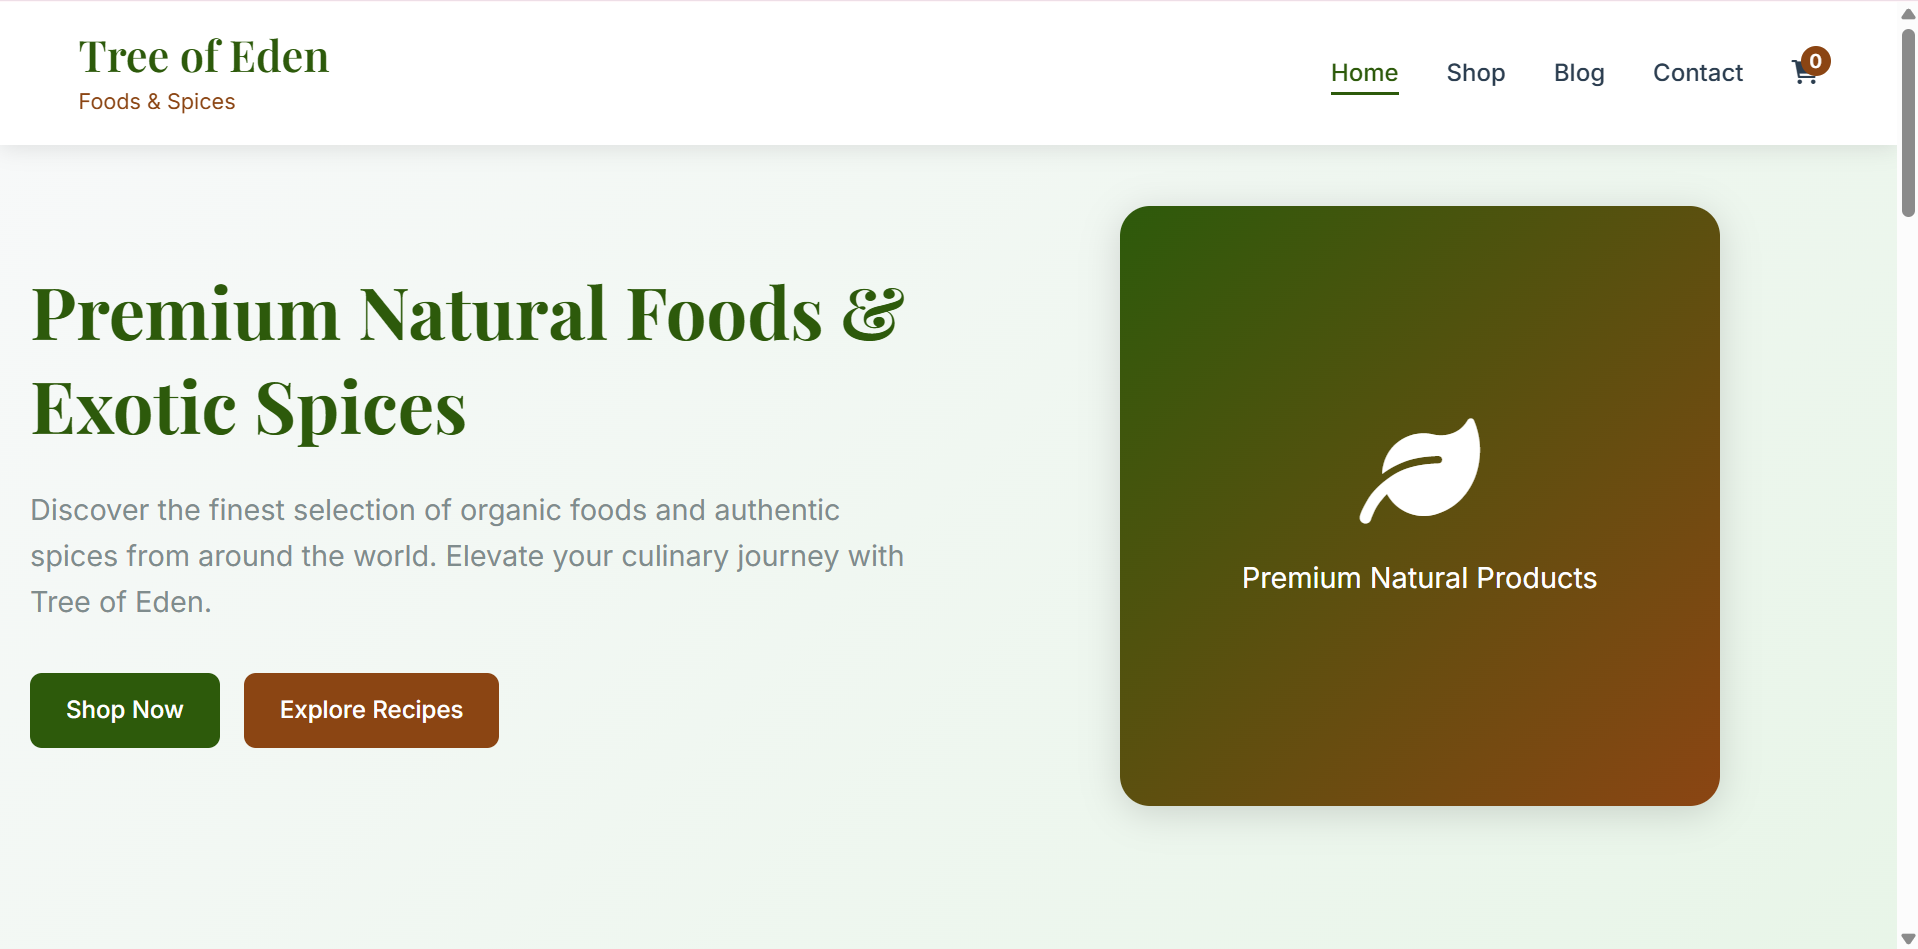 Tree of Eden
Foods & Spices
Home
Shop
Blog
Contact
0
Premium Natural Foods &
Exotic Spices
Discover the finest selection of organic foods and authentic
spices from around the world. Elevate your culinary journey with
Tree of Eden.
Shop Now
Explore Recipes
Premium Natural Products